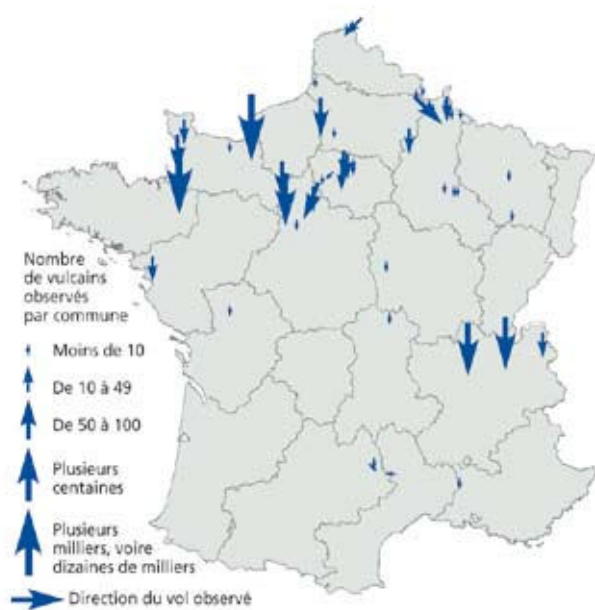 Nombre
de vulcains
observés
par commune
Moins de 10
De 10 à 49
De 50 à 100
Plusieurs
centaines
Plusieurs
milliers, voire
dizaines de milliers
Direction du vol observé